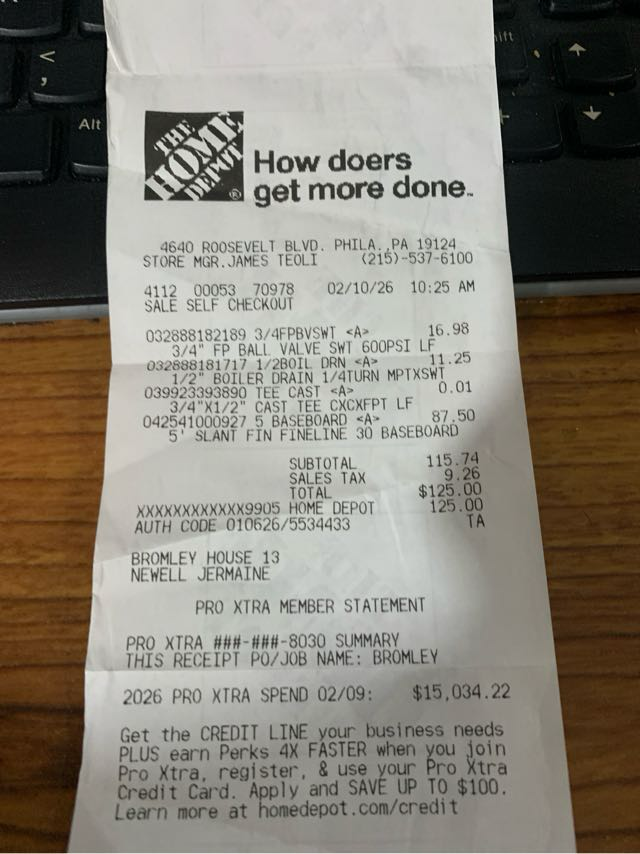 <
,
Alt
ift
THE
HOME
DEPOT
®
How doers
get more done™
4640 ROOSEVELT BLVD. PHILA.,PA 19124
STORE MGR.JAMES TEOLI (215)-537-6100
4112 00053 70978 02/10/26 10:25 AM
SALE SELF CHECKOUT
032888182189 3/4FPBVSWT <A> 16.98
3/4" FP BALL VALVE SWT 600PSI LF
032888181717 1/2BOIL DRN <A> 11.25
1/2" BOILER DRAIN 1/4TURN MPTXSWT
039923393890 TEE CAST <A> 0.01
3/4"X1/2" CAST TEE CXCXFPT LF
042541000927 5 BASEBOARD <A> 87.50
5' SLANT FIN FINELINE 30 BASEBOARD
SUBTOTAL 115.74
SALES TAX 9.26
TOTAL $125.00
XXXXXXXXXXXX9905 HOME DEPOT 125.00
AUTH CODE 010626/5534433 TA
BROMLEY HOUSE 13
NEWELL JERMAINE
PRO XTRA MEMBER STATEMENT
PRO XTRA ###-###-8030 SUMMARY
THIS RECEIPT PO/JOB NAME: BROMLEY
2026 PRO XTRA SPEND 02/09: $15,034.22
Get the CREDIT LINE your business needs
PLUS earn Perks 4X FASTER when you join
Pro Xtra, register, & use your Pro Xtra
Credit Card. Apply and SAVE UP TO $100.
Learn more at homedepot.com/credit